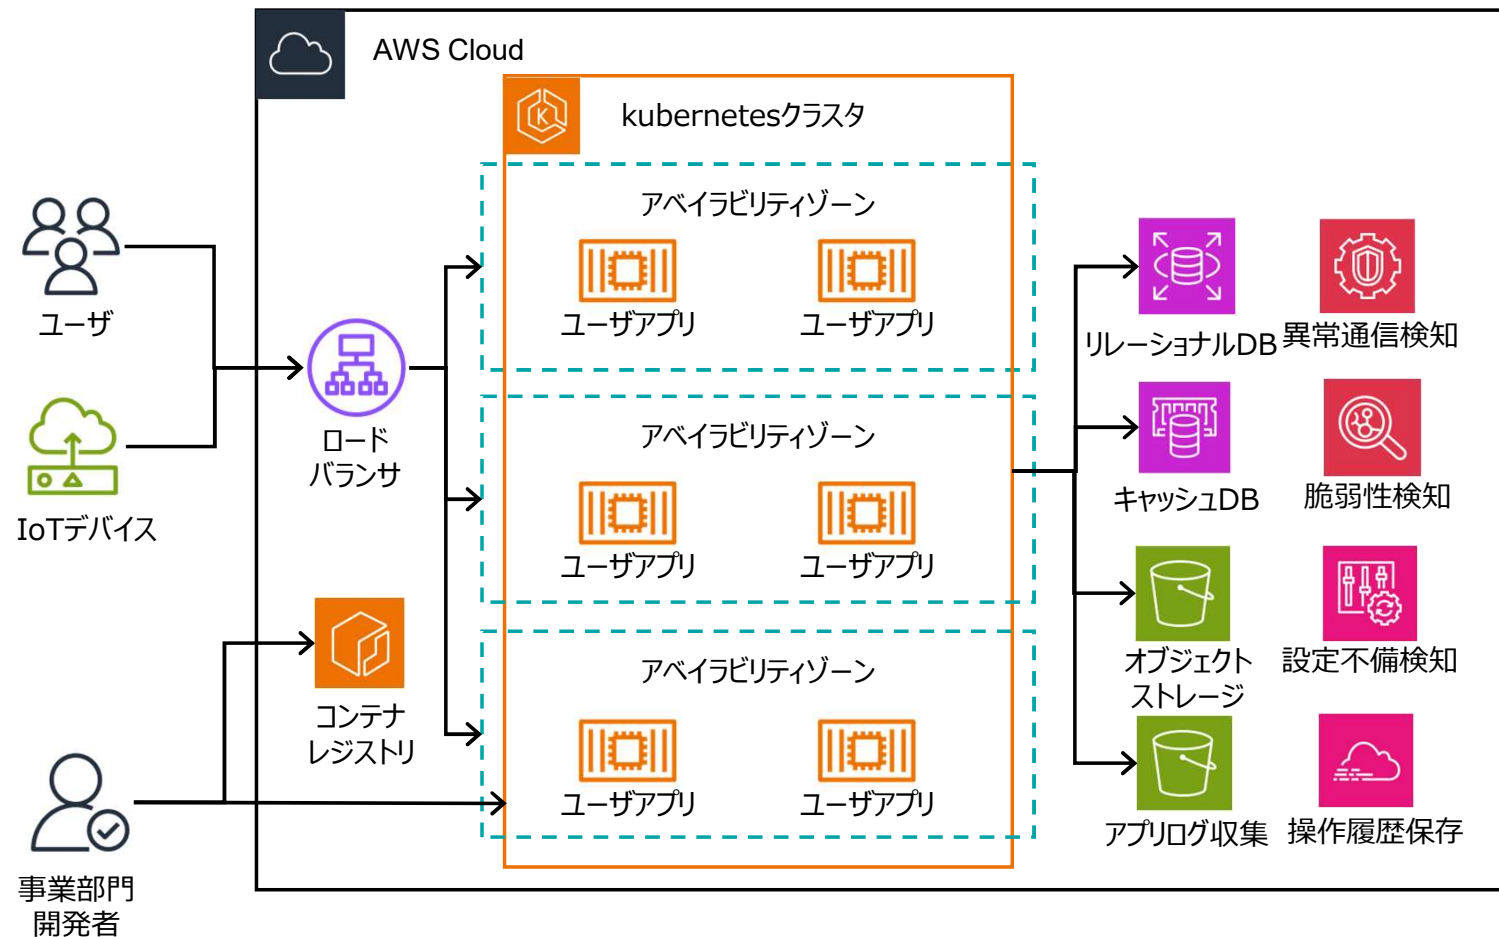 AWS Cloud
kubernetesクラスタ
アベイラビリティゾーン
ユーザアプリ
ユーザアプリ
アベイラビリティゾーン
ユーザアプリ
ユーザアプリ
アベイラビリティゾーン
ユーザアプリ
ユーザアプリ
ユーザ
IoTデバイス
ロード
バランサ
コンテナ
レジストリ
事業部門
開発者
リレーショナルDB
異常通信検知
キャッシュDB
脆弱性検知
オブジェクト
ストレージ
設定不備検知
アプリログ収集
操作履歴保存
K